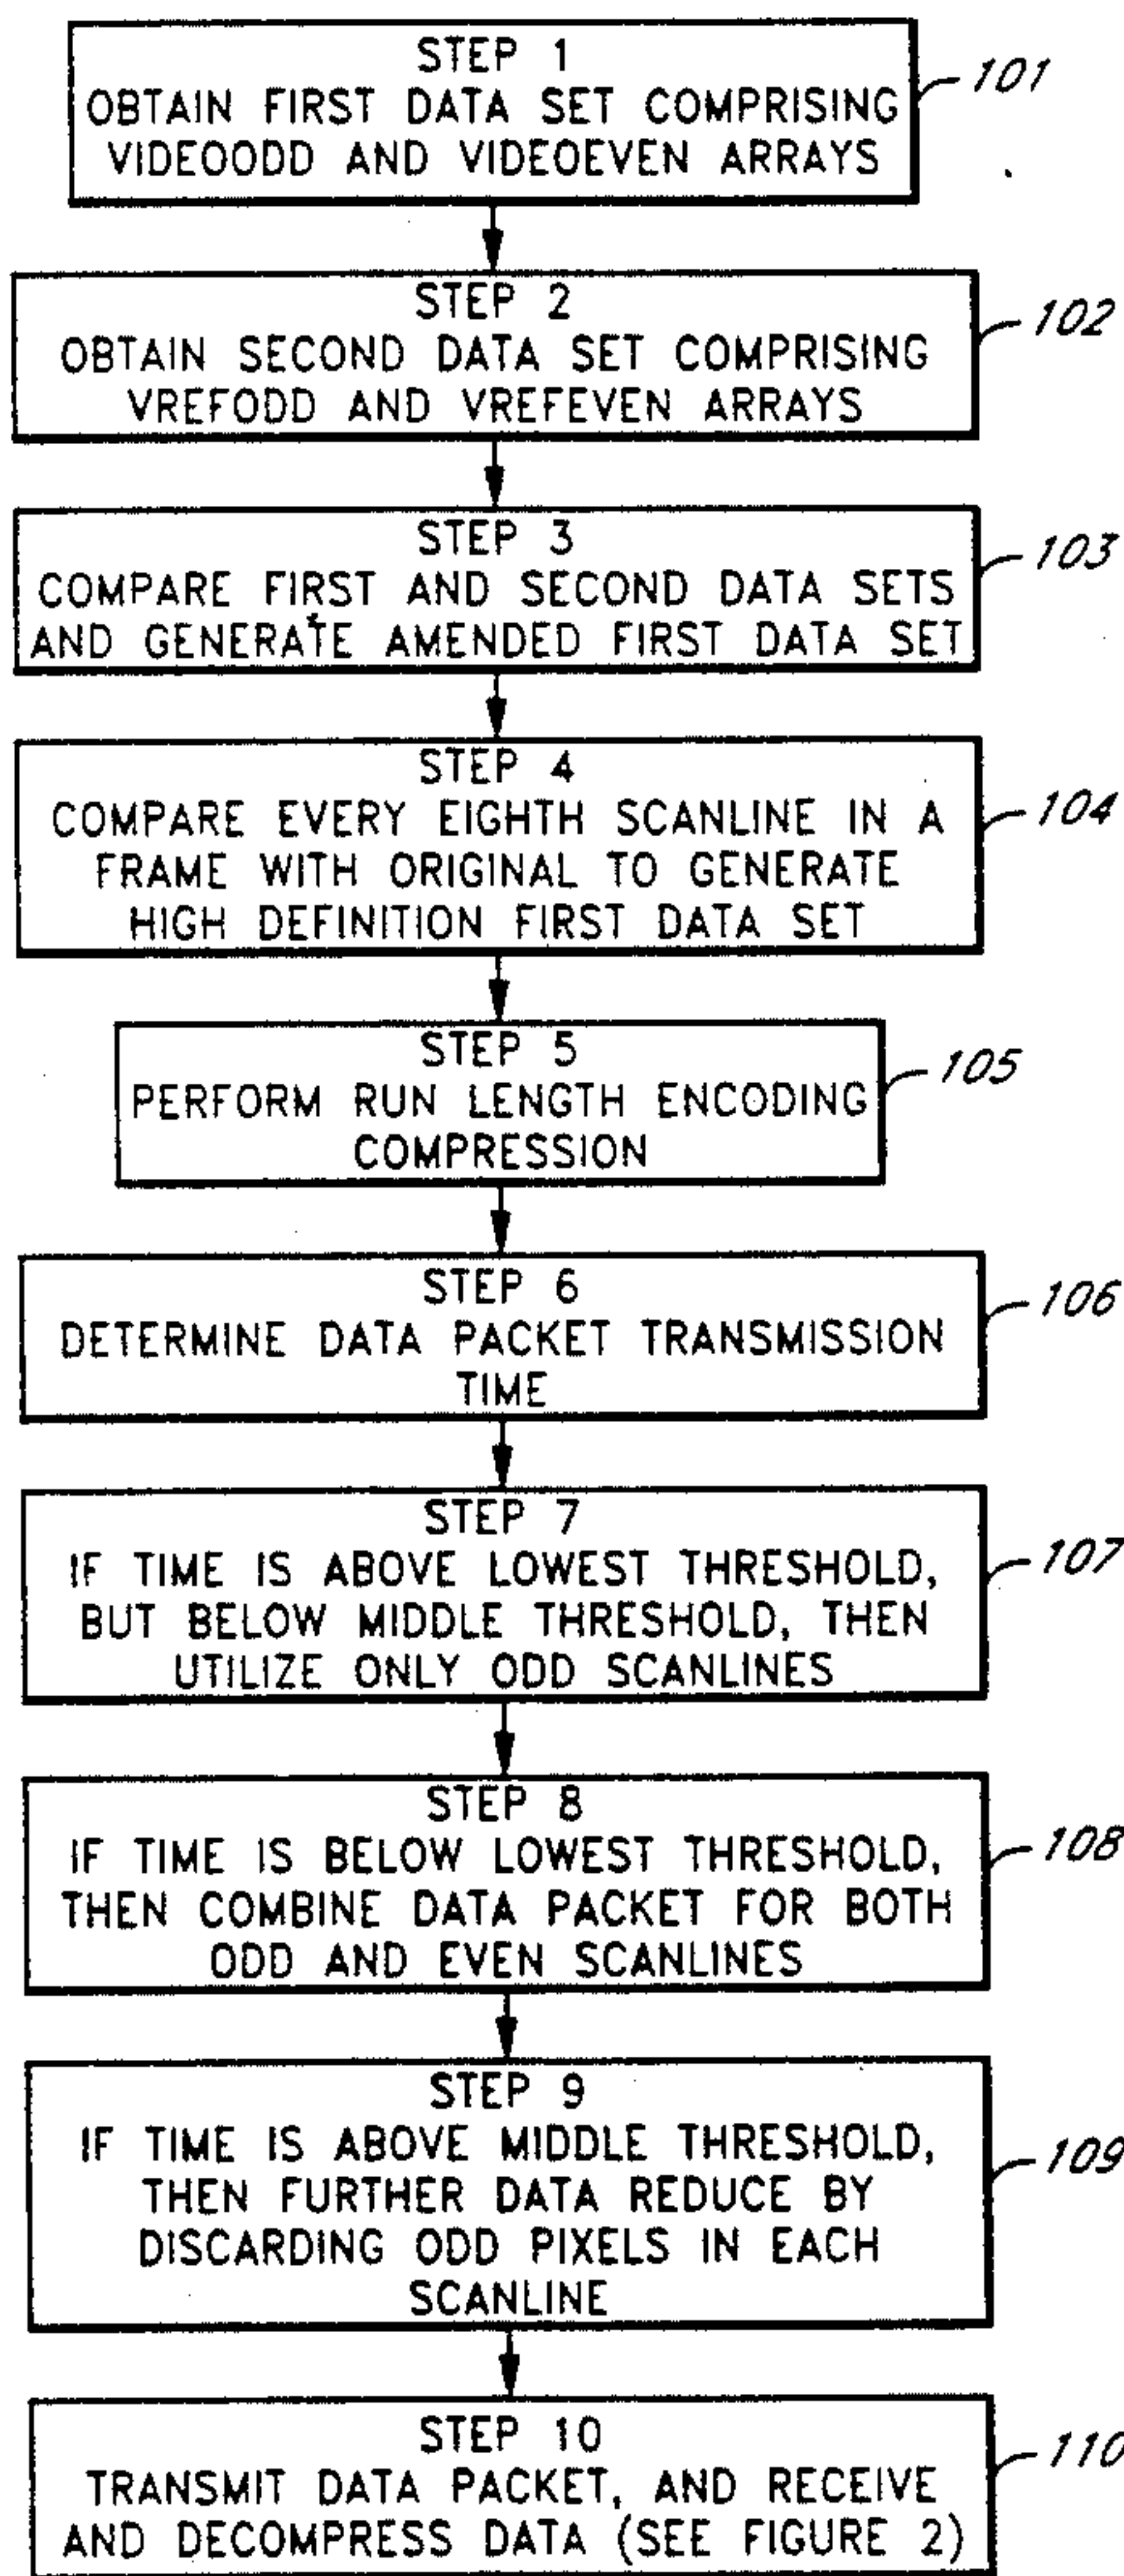 STEP 1
OBTAIN FIRST DATA SET COMPRISING
VIDEOODD AND VIDEOEVEN ARRAYS
101
STEP 2
OBTAIN SECOND DATA SET COMPRISING
VREFODD AND VREFEVEN ARRAYS
102
STEP 3
COMPARE FIRST AND SECOND DATA SETS
AND GENERATE AMENDED FIRST DATA SET
103
STEP 4
COMPARE EVERY EIGHTH SCANLINE IN A
FRAME WITH ORIGINAL TO GENERATE
HIGH DEFINITION FIRST DATA SET
104
STEP 5
PERFORM RUN LENGTH ENCODING
COMPRESSION
105
STEP 6
DETERMINE DATA PACKET TRANSMISSION
TIME
106
STEP 7
IF TIME IS ABOVE LOWEST THRESHOLD,
BUT BELOW MIDDLE THRESHOLD, THEN
UTILIZE ONLY ODD SCANLINES
107
STEP 8
IF TIME IS BELOW LOWEST THRESHOLD,
THEN COMBINE DATA PACKET FOR BOTH
ODD AND EVEN SCANLINES
108
STEP 9
IF TIME IS ABOVE MIDDLE THRESHOLD,
THEN FURTHER DATA REDUCE BY
DISCARDING ODD PIXELS IN EACH
SCANLINE
109
STEP 10
TRANSMIT DATA PACKET, AND RECEIVE
AND DECOMPRESS DATA (SEE FIGURE 2)
110